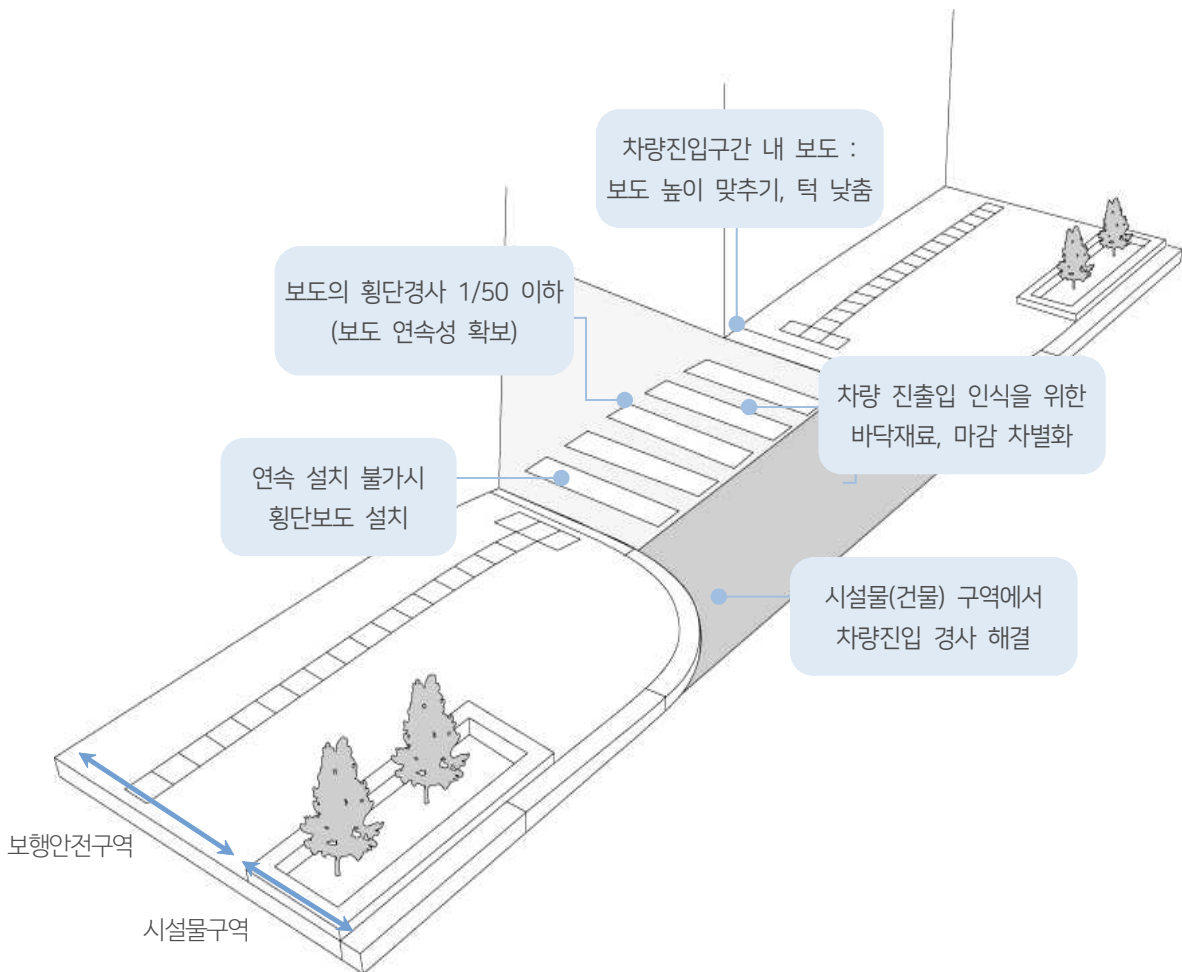 차량진입구간 내 보도 :
보도 높이 맞추기, 턱 낮춤
보도의 횡단경사 1/50 이하
(보도 연속성 확보)
차량 진출입 인식을 위한
바닥재료, 마감 차별화
연속 설치 불가시
횡단보도 설치
시설물(건물) 구역에서
차량진입 경사 해결
보행안전구역
시설물구역